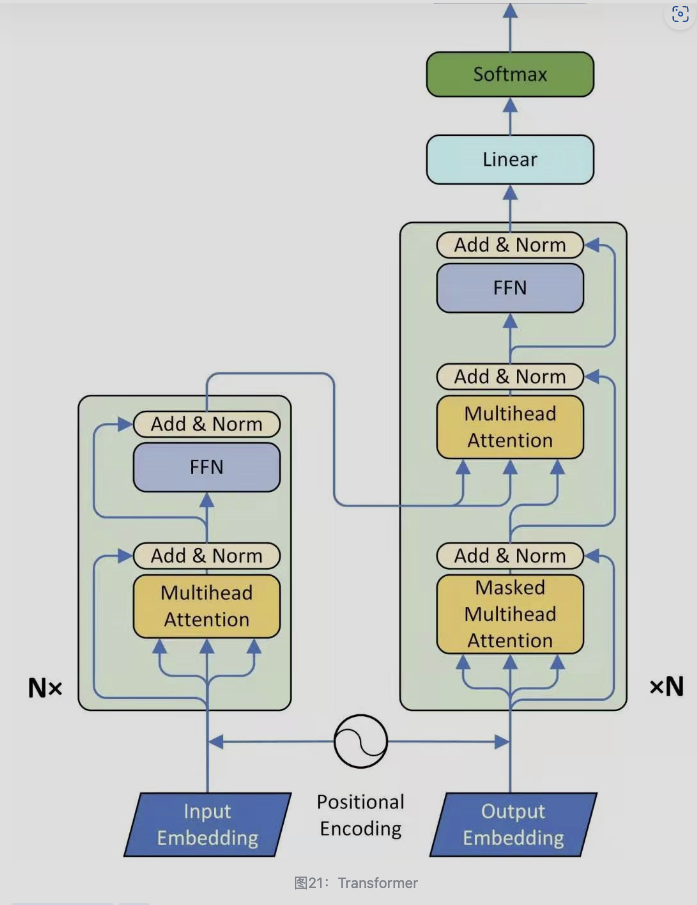 Softmax
Linear
Add & Norm
FFN
Add & Norm
Multihead
Attention
Add & Norm
Masked
Multihead
Attention
×N
Add & Norm
FFN
Add & Norm
Multihead
Attention
N×
Input
Embedding
Positional
Encoding
Output
Embedding
图21：Transformer